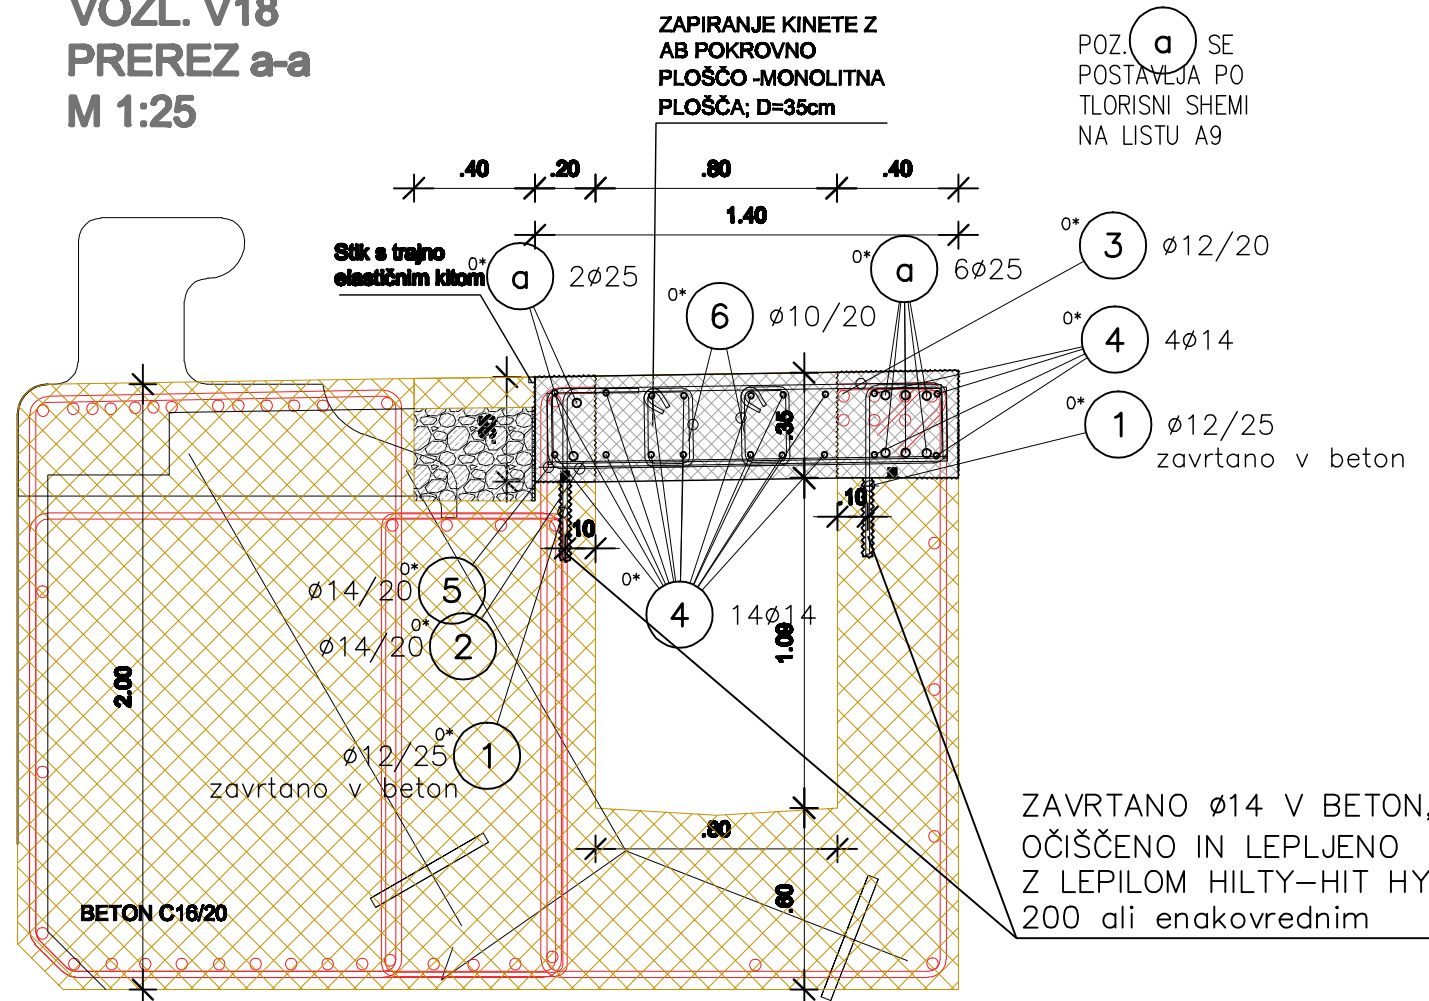 VOZL. V18
PREREZ a-a
M 1:25
ZAPIRANJE KINETE Z
AB POKROVNO
PLOŠČO -MONOLITNA
PLOŠČA; D=35cm
POZ. a SE
POSTAVLJA PO
TLORISNI SHEMI
NA LISTU A9
.40 .20 .80 .40
1.40
Stik s trajno
elastičnim kitom
0* a 2ø25
0* 6 ø10/20
0* a 6ø25
0* 3 ø12/20
0* 4 4ø14
0* 1 ø12/25
zavrtano v beton
.35
.10
10
ø14/20 0* 5
ø14/20 0* 2
0* 4 14ø14
1.09
2.00
ø12/25 0* 1
zavrtano v beton
.80
.60
BETON C16/20
ZAVRTANO ø14 V BETON,
OČIŠČENO IN LEPLJENO
Z LEPILOM HILTY-HIT HY
200 ali enakovrednim